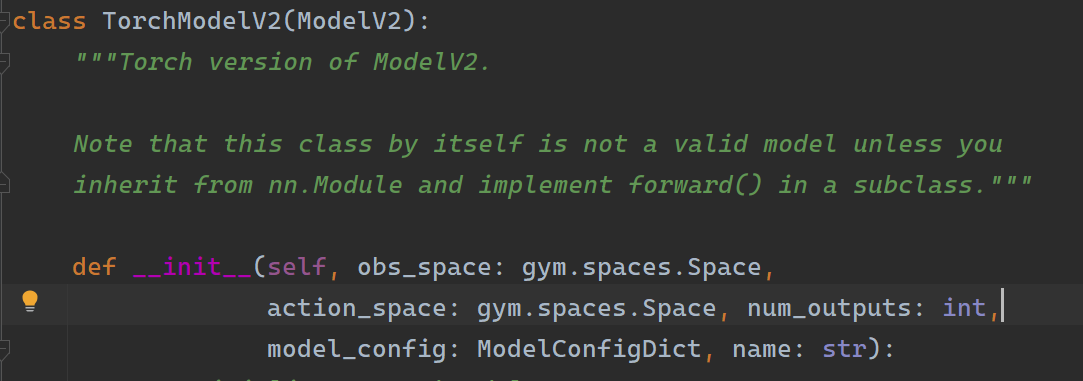 class TorchModelV2(ModelV2):
"""Torch version of ModelV2.
Note that this class by itself is not a valid model unless you
inherit from nn.Module and implement forward() in a subclass."""
def __init__(self, obs_space: gym.spaces.Space,
action_space: gym.spaces.Space, num_outputs: int,
model_config: ModelConfigDict, name: str):